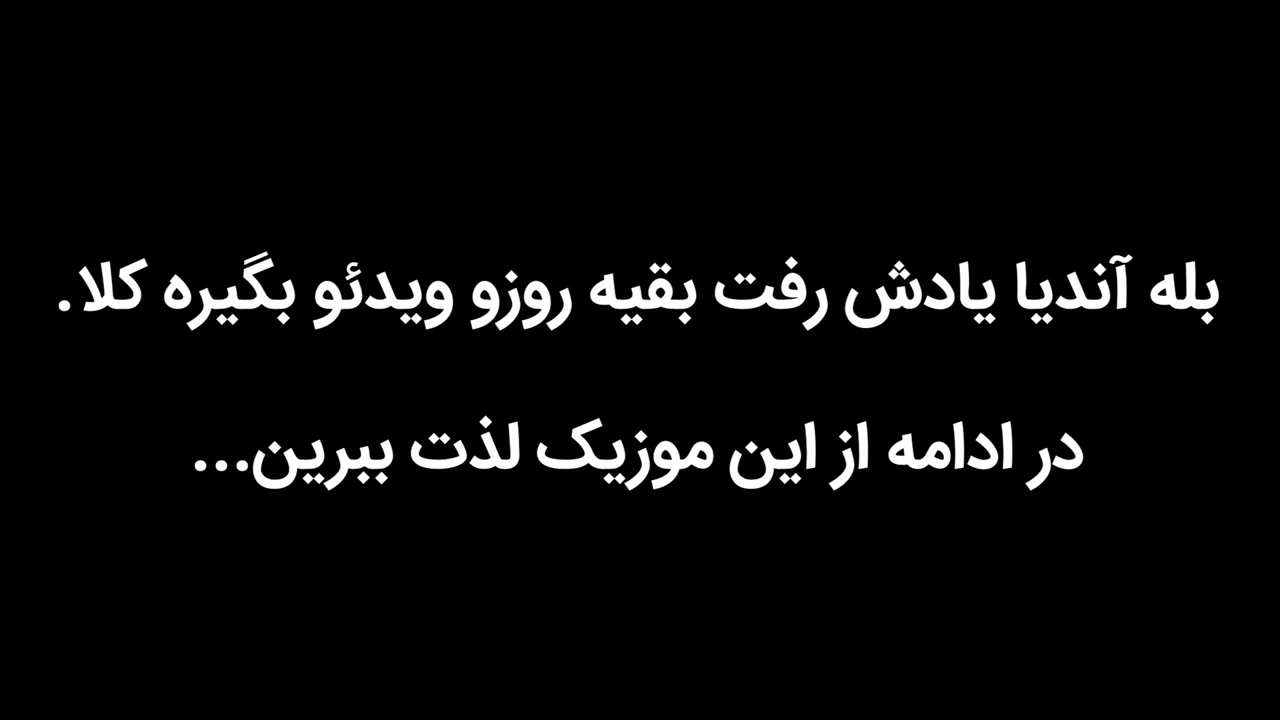 بله آندیا یادش رفت بقیه روزو ویدئو بگیره کلا.
در ادامه از این موزیک لذت ببرین...